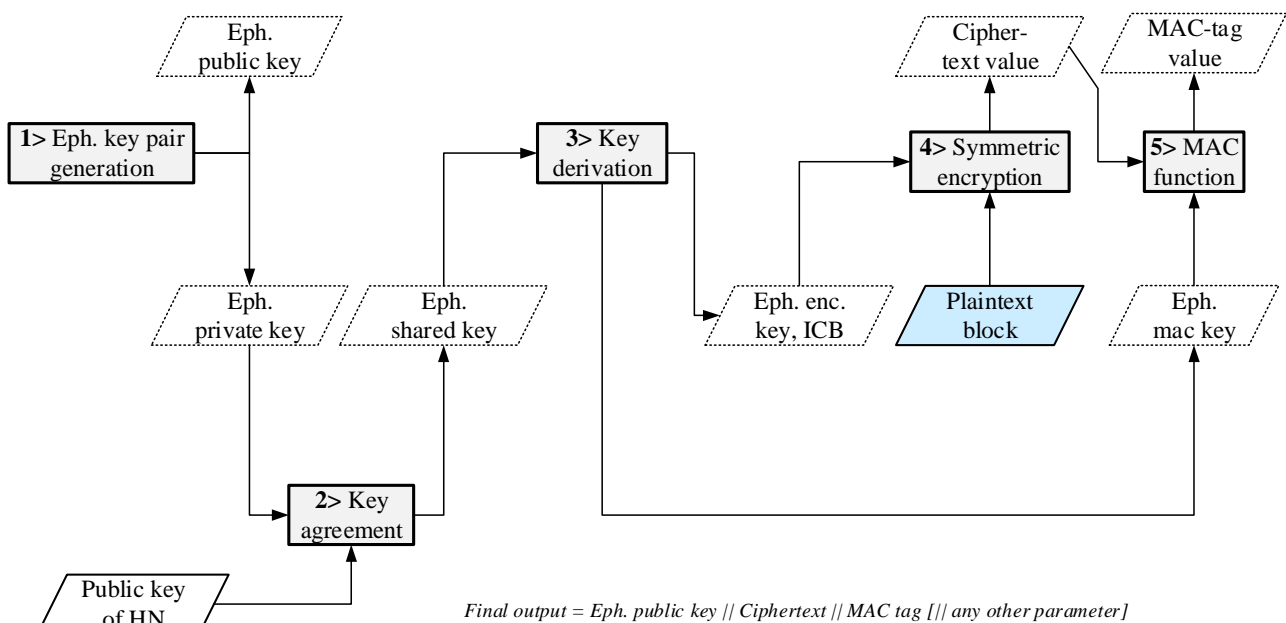 Eph.
public key
Cipher-
text value
MAC-tag
value
1> Eph. key pair
generation
3> Key
derivation
4> Symmetric
encryption
5> MAC
function
Eph.
private key
Eph.
shared key
Eph. enc.
key, ICB
Plaintext
block
Eph.
mac key
2> Key
agreement
Public key
of HN
Final output = Eph. public key || Ciphertext || MAC tag [|| any other parameter]